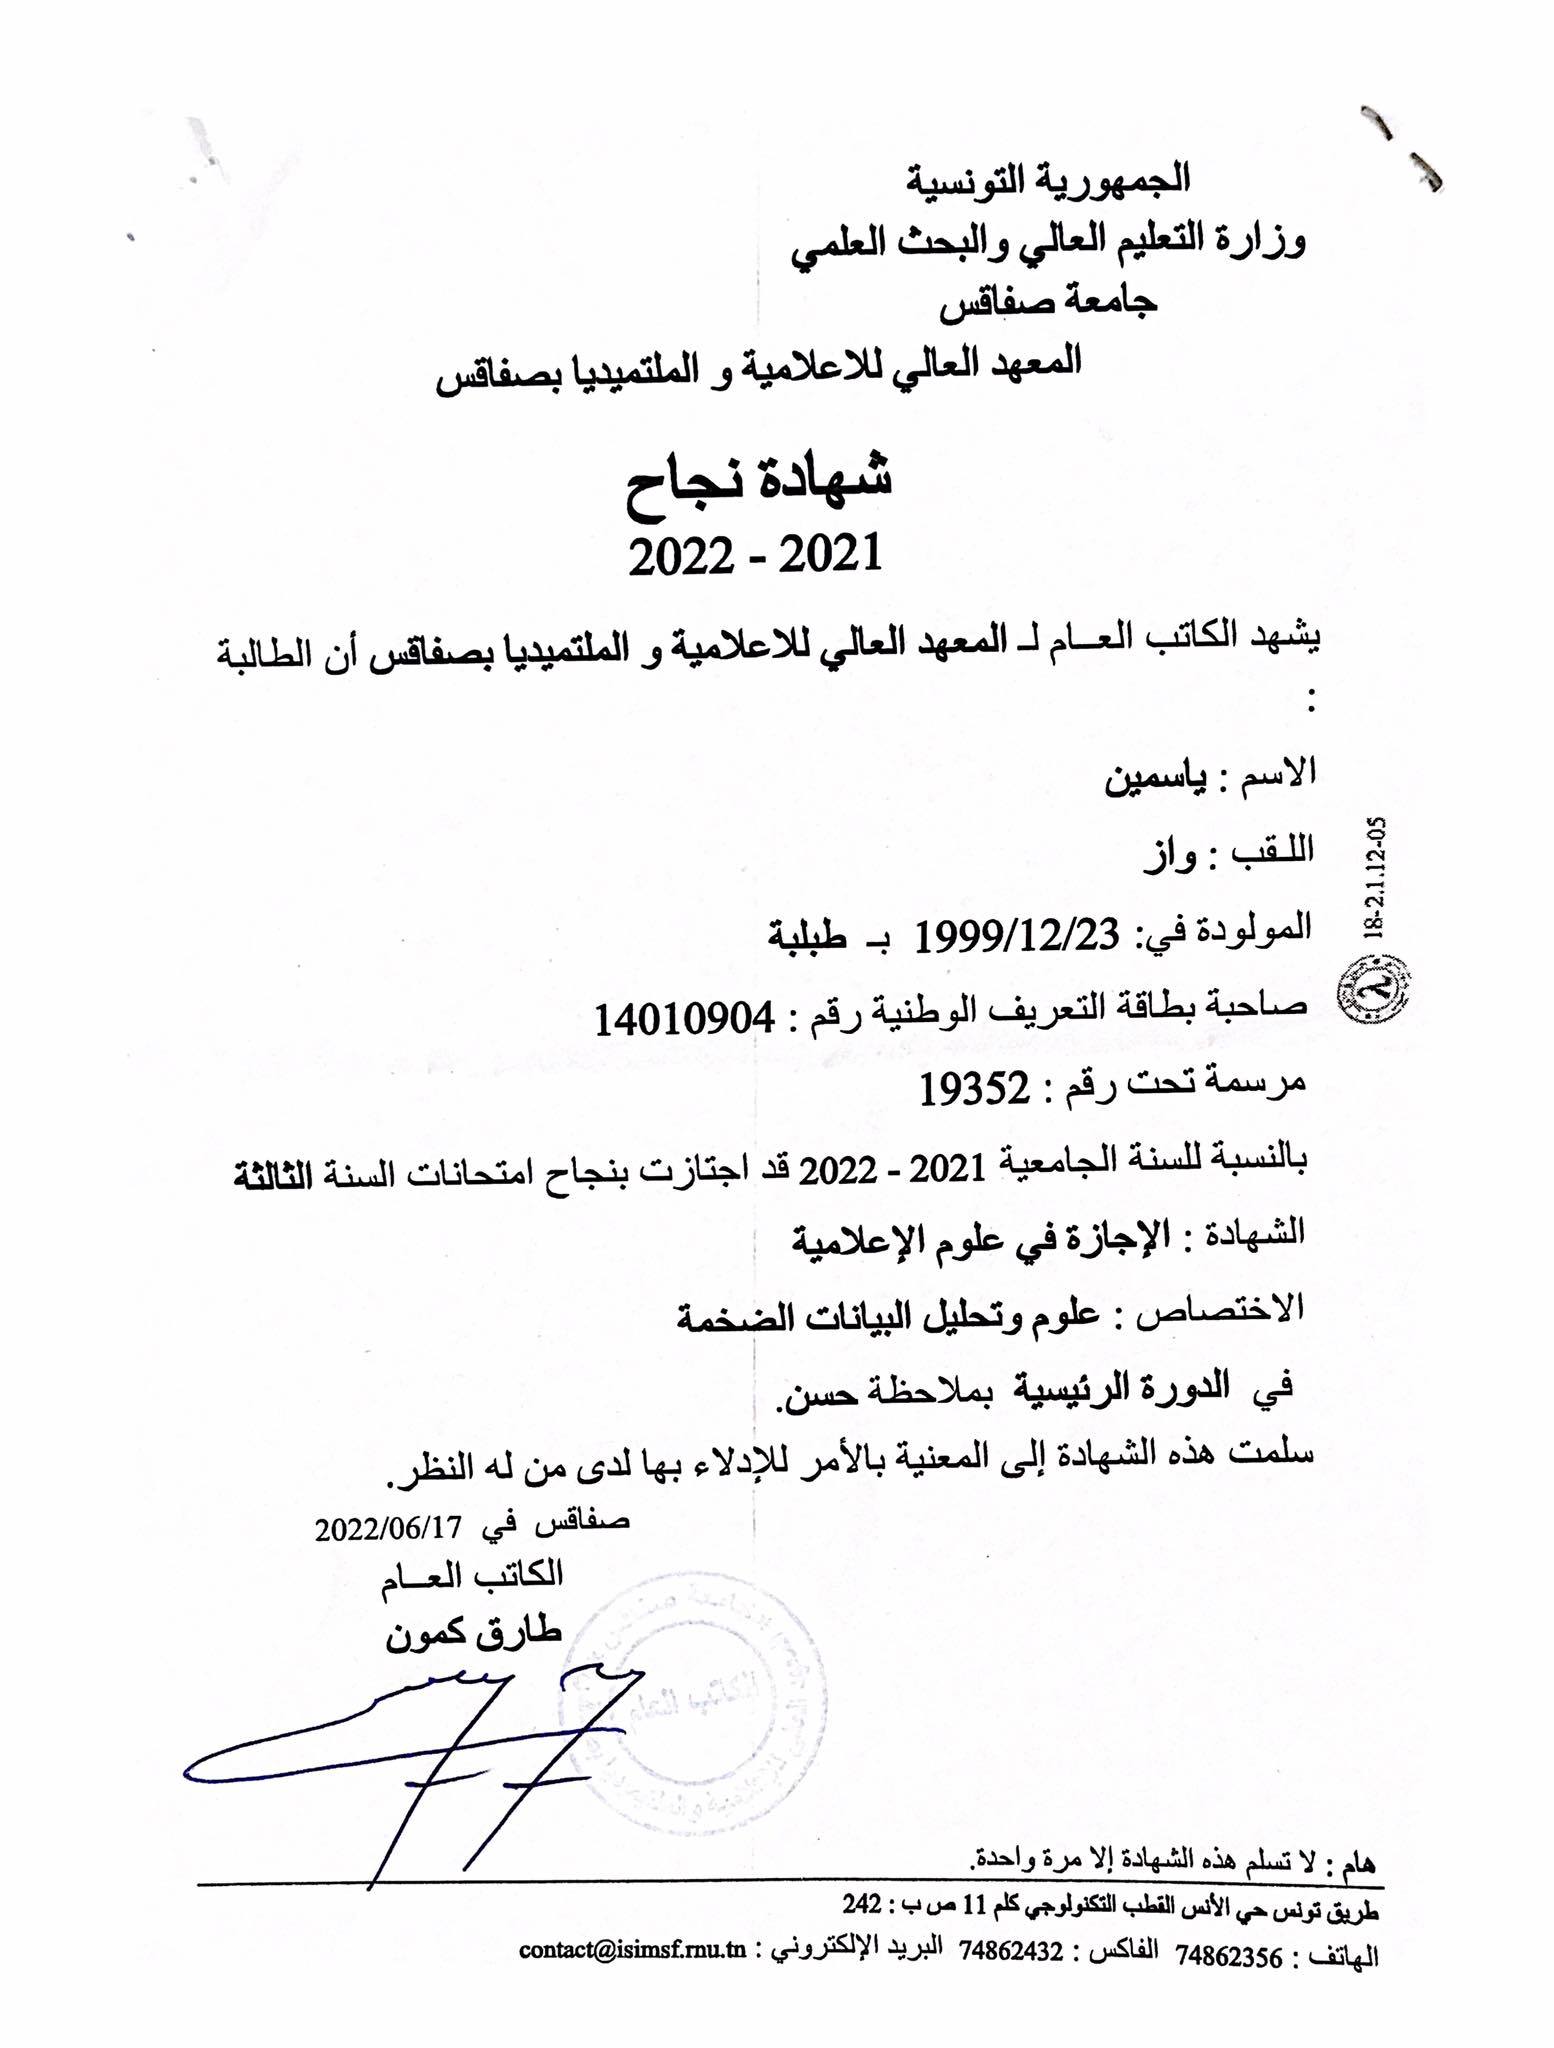 الجمهورية التونسية
وزارة التعليم العالي والبحث العلمي
جامعة صفاقس
المعهد العالي للاعلامية و الملتميديا بصفاقس
شهادة نجاح
2022 - 2021
يشهد الكاتب العــام لـ المعهد العالي للاعلامية و الملتميديا بصفاقس أن الطالبة
:
الاسم : ياسمين
اللـقب : واز
المولودة في: 1999/12/23 بـ طبلبة
صاحبة بطاقة التعريف الوطنية رقم : 14010904
مرسمة تحت رقم : 19352
بالنسبة للسنة الجامعية 2021 - 2022 قد اجتازت بنجاح امتحانات السنة الثالثة
الشهادة : الإجازة في علوم الإعلامية
الاختصاص : علوم وتحليل البيانات الضخمة
في الدورة الرئيسية بملاحظة حسن.
سلمت هذه الشهادة إلى المعنية بالأمر للإدلاء بها لدى من له النظر.
صفاقس في 2022/06/17
الكاتب العــام
طارق كمون
الكاتب العام
18-2.1.12-05
هام : لا تسلم هذه الشهادة إلا مرة واحدة.
طريق تونس حي الأنس القطب التكنولوجي كلم 11 ص ب : 242
الهاتف : 74862356 الفاكس : 74862432 البريد الإلكتروني : contact@isimsf.rnu.tn